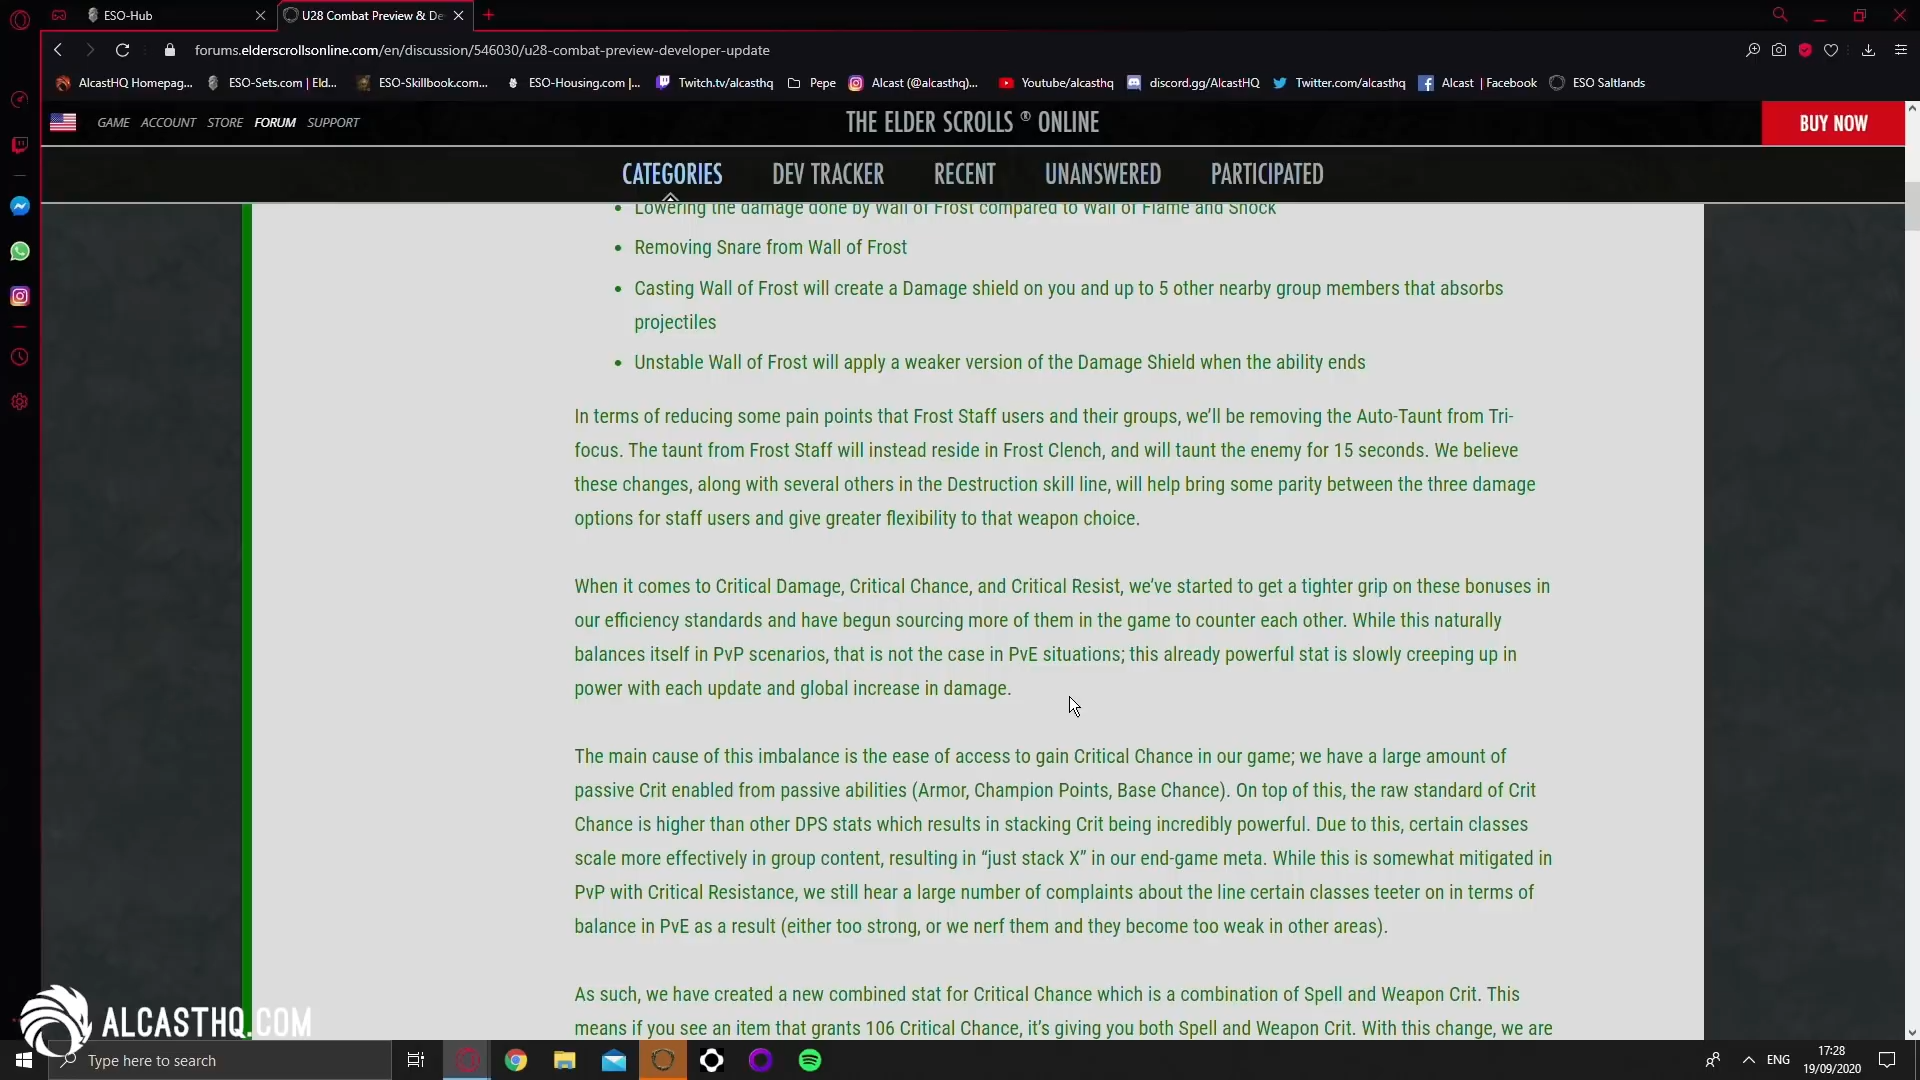 ESO-Hub
U28 Combat Preview & De
forums.elderscrollsonline.com/en/discussion/546030/u28-combat-preview-developer-update
AlcastHQ Homepag... ESO-Sets.com | Eld... ESO-Skillbook.com... ESO-Housing.com |... Twitch.tv/alcasthq Pepe Alcast (@alcasthq)... Youtube/alcasthq discord.gg/AlcastHQ Twitter.com/alcasthq Alcast | Facebook ESO Saltlands
GAME ACCOUNT STORE FORUM SUPPORT
THE ELDER SCROLLS ® ONLINE
BUY NOW
CATEGORIES DEV TRACKER RECENT UNANSWERED PARTICIPATED
• Lowering the damage done by Wall of Frost compared to Wall of Flame and Shock
• Removing Snare from Wall of Frost
• Casting Wall of Frost will create a Damage shield on you and up to 5 other nearby group members that absorbs
projectiles
• Unstable Wall of Frost will apply a weaker version of the Damage Shield when the ability ends
In terms of reducing some pain points that Frost Staff users and their groups, we’ll be removing the Auto-Taunt from Tri-
focus. The taunt from Frost Staff will instead reside in Frost Clench, and will taunt the enemy for 15 seconds. We believe
these changes, along with several others in the Destruction skill line, will help bring some parity between the three damage
options for staff users and give greater flexibility to that weapon choice.
When it comes to Critical Damage, Critical Chance, and Critical Resist, we’ve started to get a tighter grip on these bonuses in
our efficiency standards and have begun sourcing more of them in the game to counter each other. While this naturally
balances itself in PvP scenarios, that is not the case in PvE situations; this already powerful stat is slowly creeping up in
power with each update and global increase in damage.
The main cause of this imbalance is the ease of access to gain Critical Chance in our game; we have a large amount of
passive Crit enabled from passive abilities (Armor, Champion Points, Base Chance). On top of this, the raw standard of Crit
Chance is higher than other DPS stats which results in stacking Crit being incredibly powerful. Due to this, certain classes
scale more effectively in group content, resulting in “just stack X” in our end-game meta. While this is somewhat mitigated in
PvP with Critical Resistance, we still hear a large number of complaints about the line certain classes teeter on in terms of
balance in PvE as a result (either too strong, or we nerf them and they become too weak in other areas).
As such, we have created a new combined stat for Critical Chance which is a combination of Spell and Weapon Crit. This
means if you see an item that grants 106 Critical Chance, it’s giving you both Spell and Weapon Crit. With this change, we are
ALCASTHQ.COM
Type here to search
ENG
17:28
19/09/2020